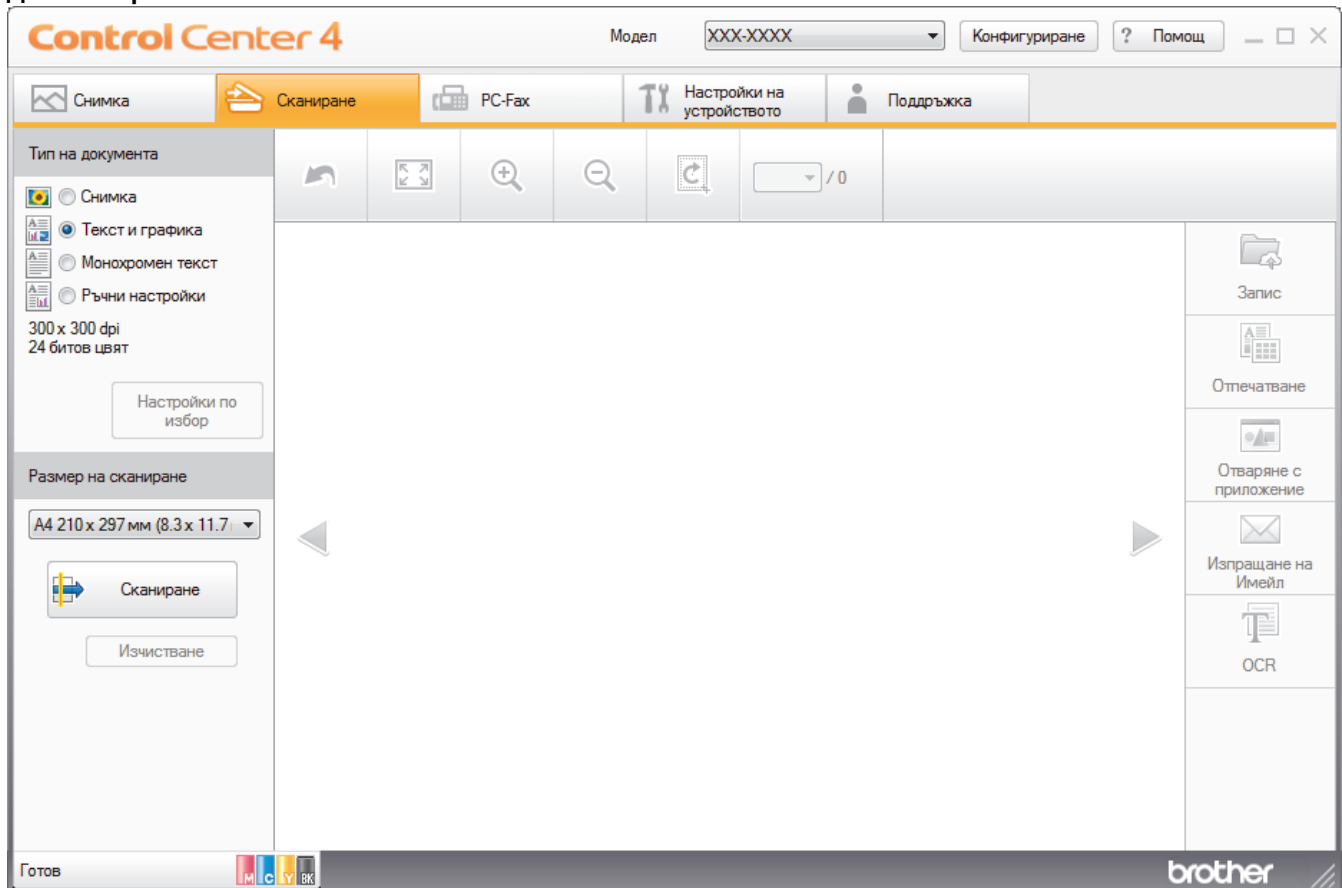 Control Center 4
Модел
XXX-XXXX
Конфигуриране
? Помощ
Снимка
Сканиране
PC-Fax
Настройки на
устройството
Поддръжка
Тип на документа
/ 0
Снимка
Текст и графика
Монохромен текст
Ръчни настройки
300 x 300 dpi
24 битов цвят
Настройки по
избор
Размер на сканиране
A4 210 x 297 мм (8.3 x 11.7
Сканиране
Изчистване
Запис
Отпечатване
Отваряне с
приложение
Изпращане на
Имейл
OCR
Готов
M C Y BK
brother